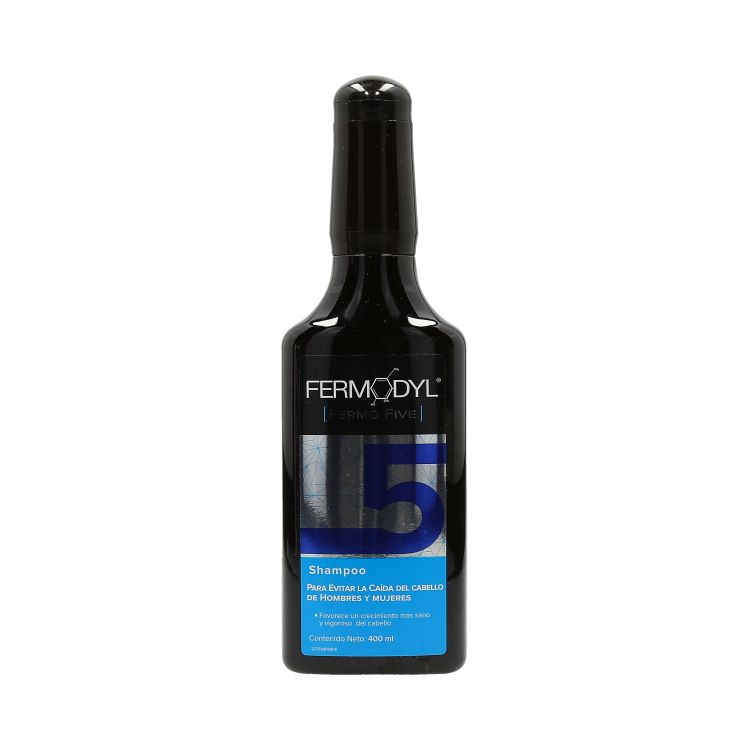 FERMODYL®
[FERMO FIVE]
5
Shampoo
PARA EVITAR LA CAÍDA DEL CABELLO
DE HOMBRES Y MUJERES
• Favorece un crecimiento más sano
y vigoroso del cabello
Contenido Neto: 400 ml